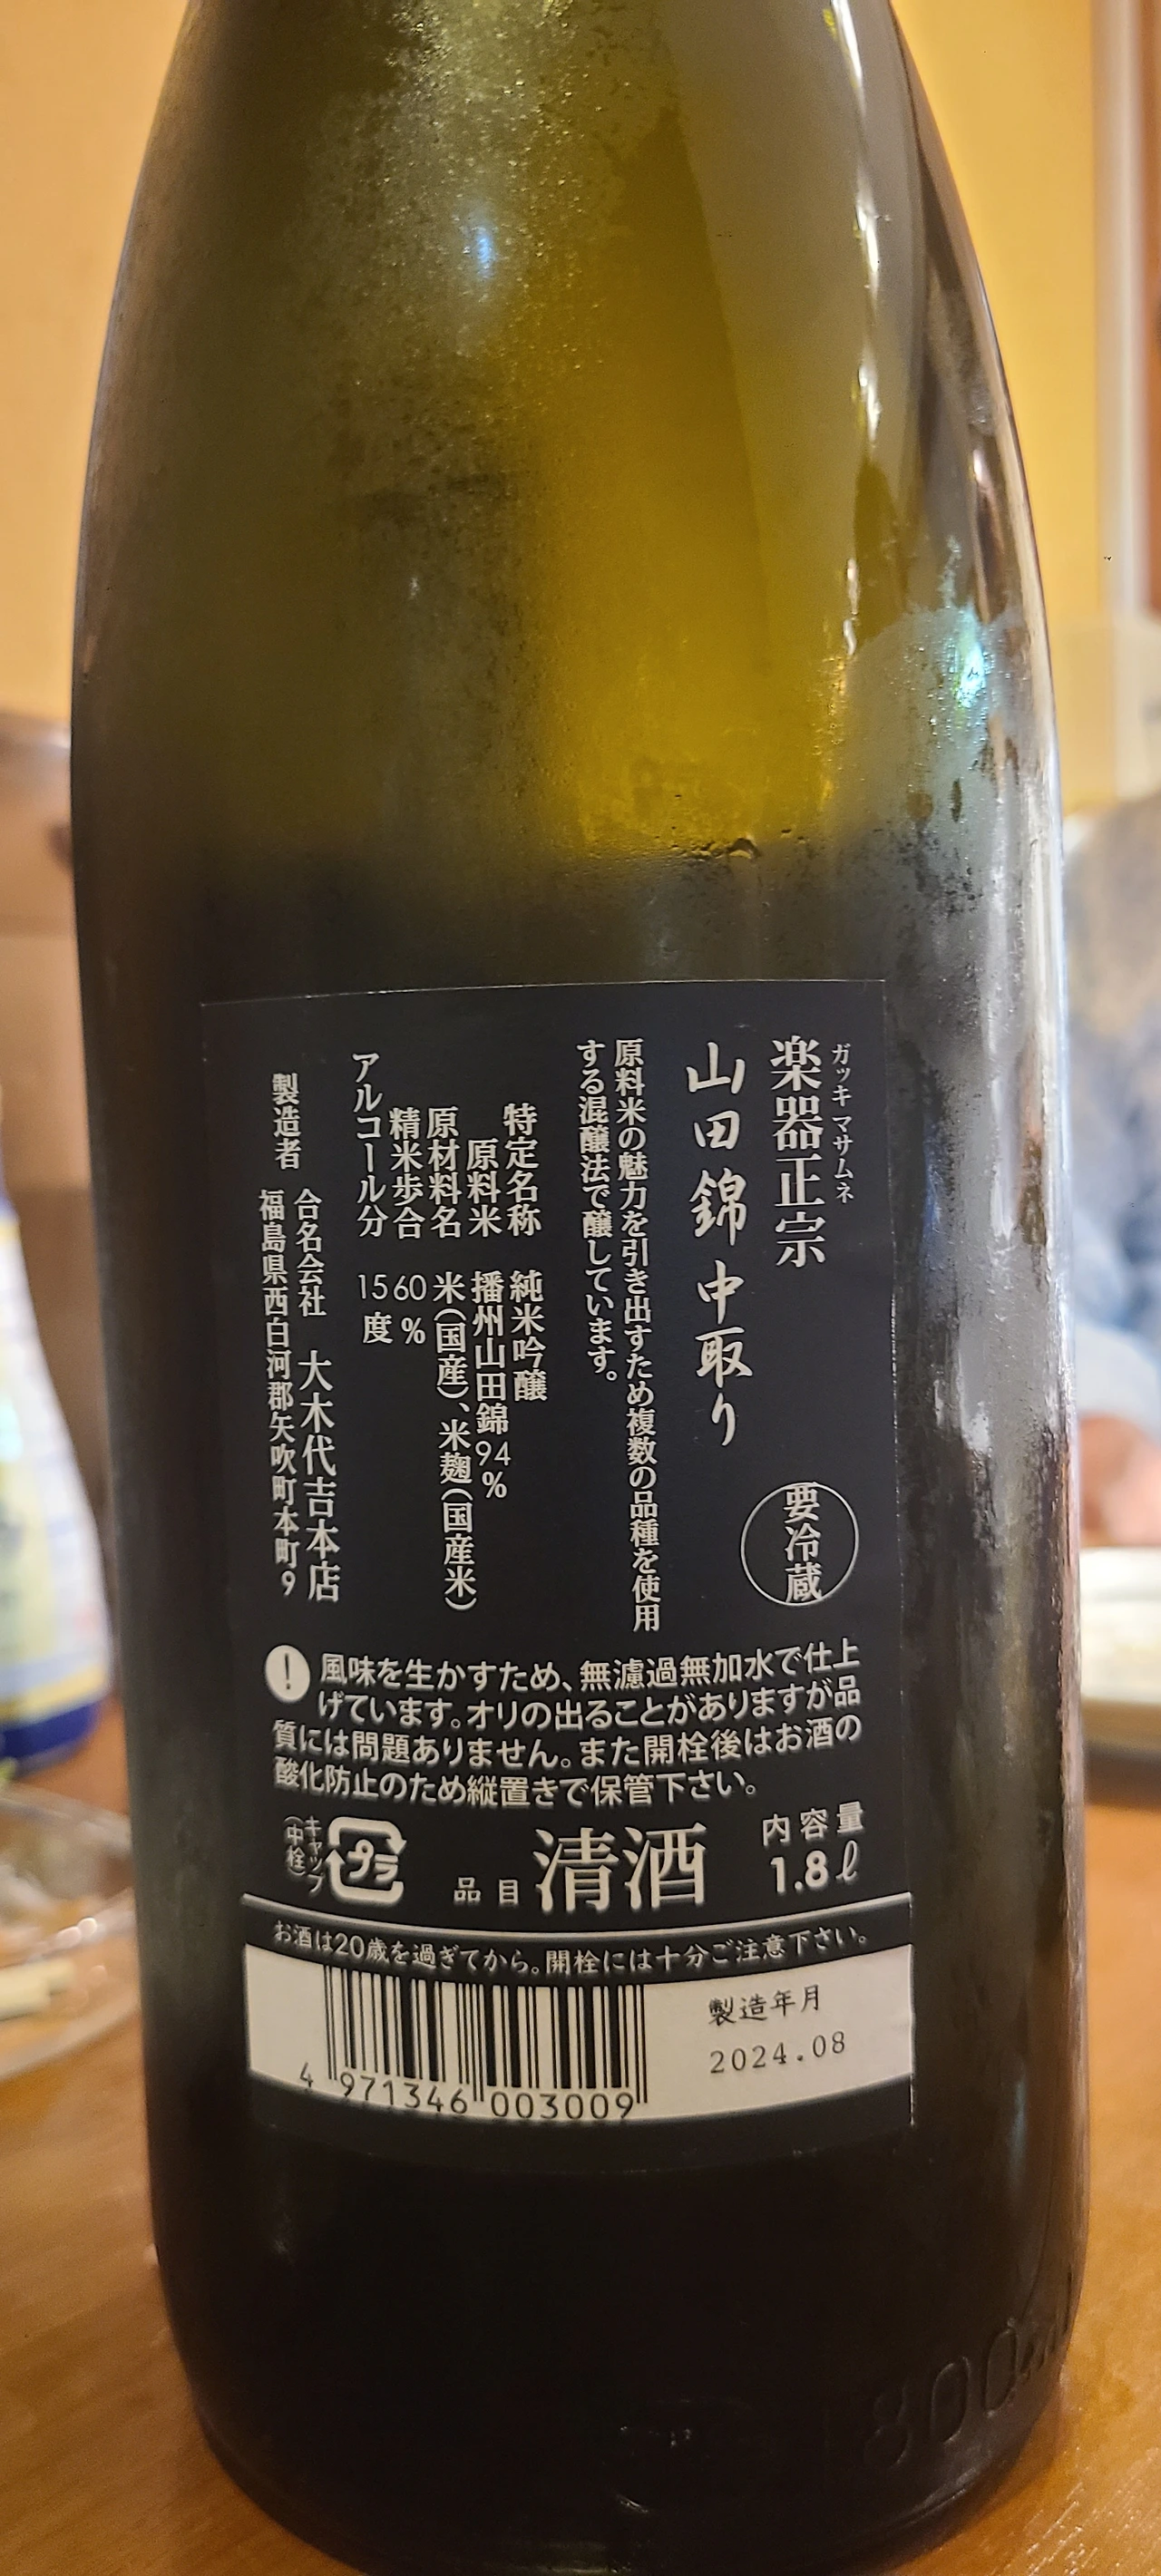 ガッキマサムネ
楽器正宗
要冷蔵
山田錦中取り
原料米の魅力を引き出すため複数の品種を使用
する混醸法で醸しています。
特定名称 純米吟醸
原料米 播州山田錦94%
原材料名 米(国産)、米麹(国産米)
精米歩合 60%
アルコール分 15度
製造者 合名会社 大木代吉本店
福島県西白河郡矢吹町本町9
! 風味を生かすため、無濾過無加水で仕上
げています。オリの出ることがありますが品
質には問題ありません。また開栓後はお酒の
酸化防止のため縦置きで保管下さい。
キャップ
(中栓)
プラ
品目 清酒
内容量
1.8ℓ
お酒は20歳を過ぎてから。開栓には十分ご注意下さい。
製造年月
2024.08
4 971346 003009
1800ml